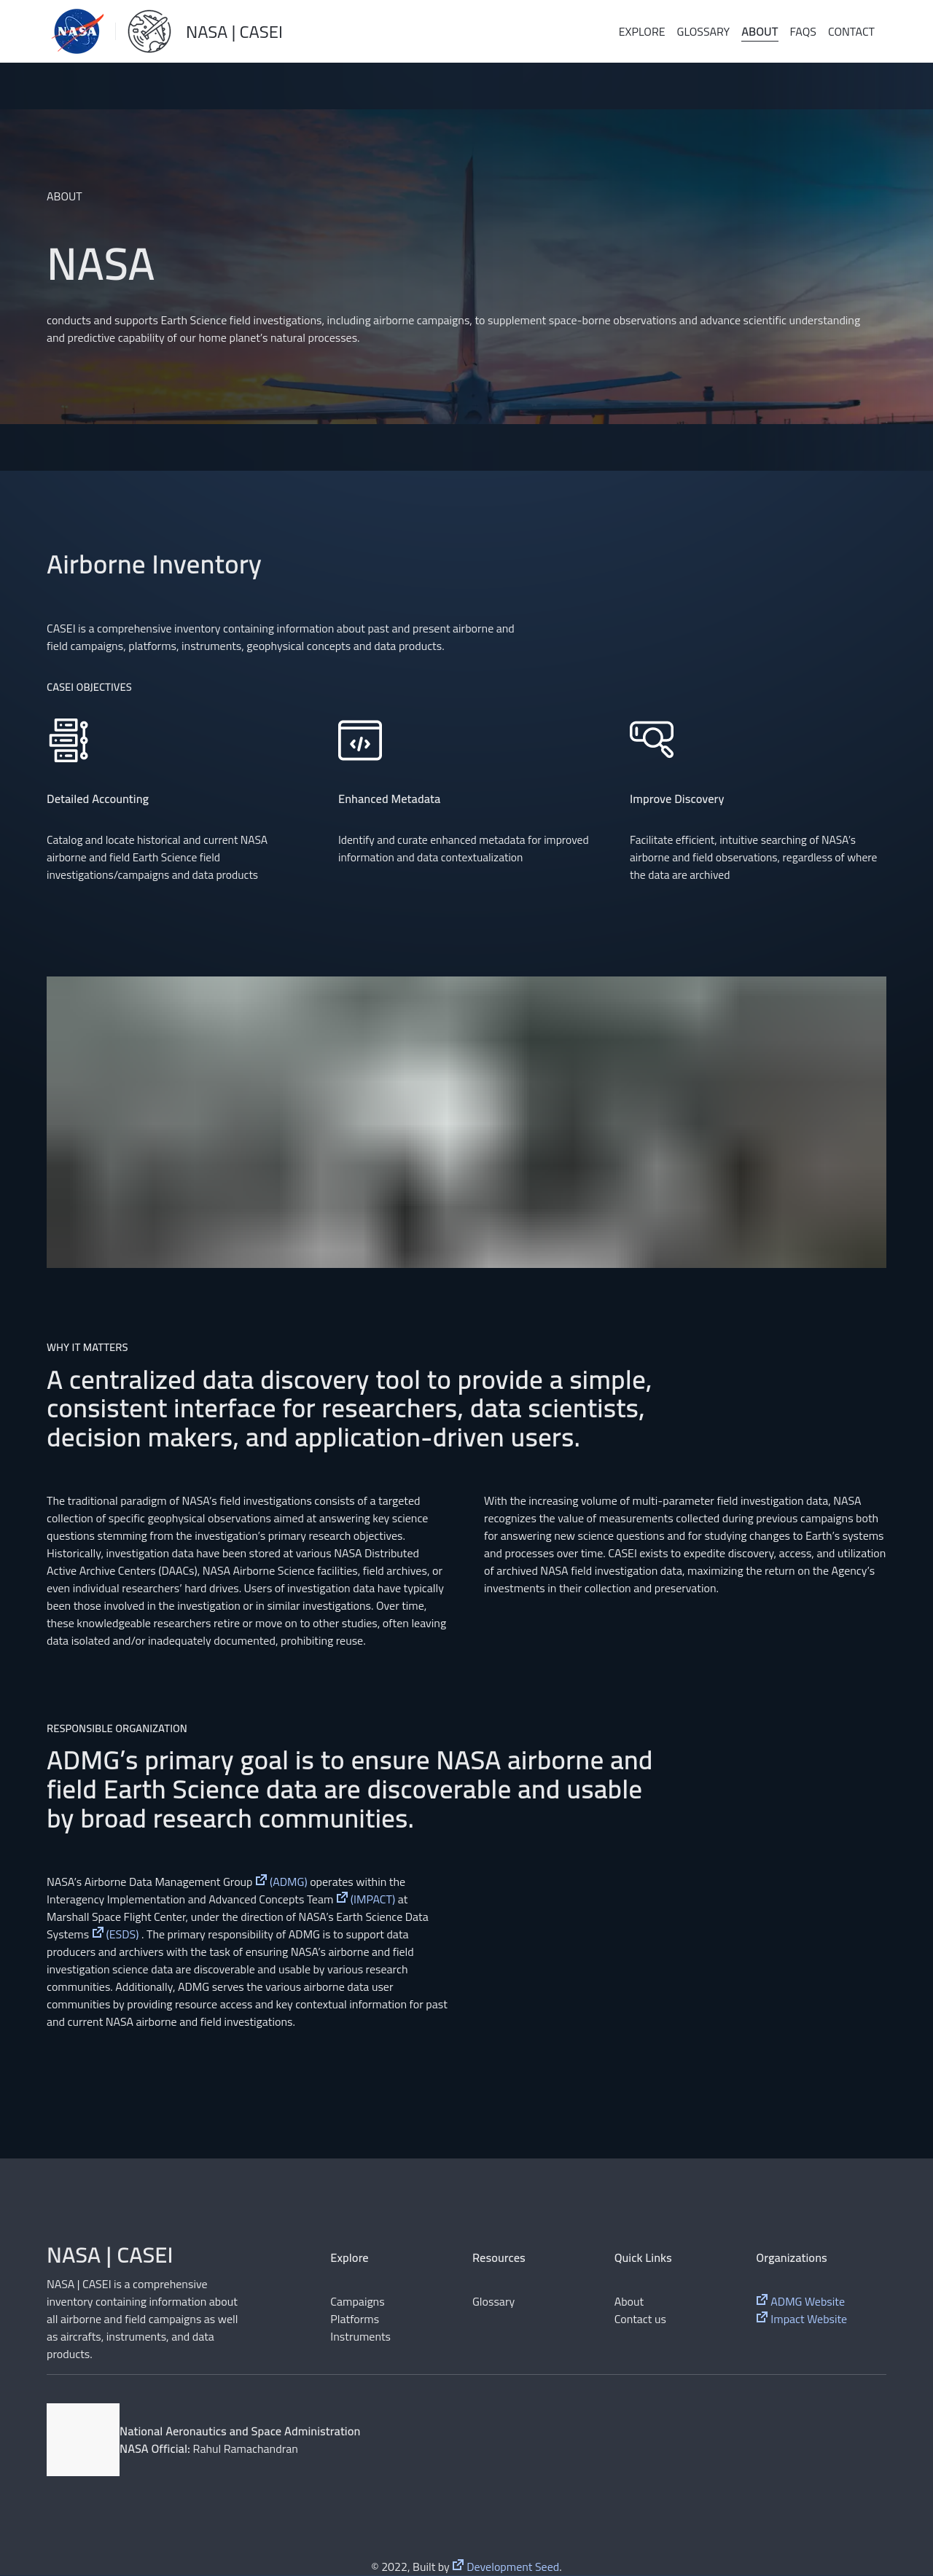 NASA
NASA | CASEI
EXPLORE GLOSSARY ABOUT FAQS CONTACT
ABOUT
NASA
conducts and supports Earth Science field investigations, including airborne campaigns, to supplement space-borne observations and advance scientific understanding
and predictive capability of our home planet's natural processes.
Airborne Inventory
CASEI is a comprehensive inventory containing information about past and present airborne and
field campaigns, platforms, instruments, geophysical concepts and data products.
CASEI OBJECTIVES
Detailed Accounting
Catalog and locate historical and current NASA
airborne and field Earth Science field
investigations/campaigns and data products
Enhanced Metadata
Identify and curate enhanced metadata for improved
information and data contextualization
Improve Discovery
Facilitate efficient, intuitive searching of NASA's
airborne and field observations, regardless of where
the data are archived
WHY IT MATTERS
A centralized data discovery tool to provide a simple,
consistent interface for researchers, data scientists,
decision makers, and application-driven users.
The traditional paradigm of NASA's field investigations consists of a targeted
collection of specific geophysical observations aimed at answering key science
questions stemming from the investigation's primary research objectives.
Historically, investigation data have been stored at various NASA Distributed
Active Archive Centers (DAACs), NASA Airborne Science facilities, field archives, or
even individual researchers' hard drives. Users of investigation data have typically
been those involved in the investigation or in similar investigations. Over time,
these knowledgeable researchers retire or move on to other studies, often leaving
data isolated and/or inadequately documented, prohibiting reuse.
With the increasing volume of multi-parameter field investigation data, NASA
recognizes the value of measurements collected during previous campaigns both
for answering new science questions and for studying changes to Earth's systems
and processes over time. CASEI exists to expedite discovery, access, and utilization
of archived NASA field investigation data, maximizing the return on the Agency's
investments in their collection and preservation.
RESPONSIBLE ORGANIZATION
ADMG's primary goal is to ensure NASA airborne and
field Earth Science data are discoverable and usable
by broad research communities.
NASA's Airborne Data Management Group (ADMG) operates within the
Interagency Implementation and Advanced Concepts Team (IMPACT) at
Marshall Space Flight Center, under the direction of NASA's Earth Science Data
Systems (ESDS) . The primary responsibility of ADMG is to support data
producers and archivers with the task of ensuring NASA's airborne and field
investigation science data are discoverable and usable by various research
communities. Additionally, ADMG serves the various airborne data user
communities by providing resource access and key contextual information for past
and current NASA airborne and field investigations.
NASA | CASEI
NASA | CASEI is a comprehensive
inventory containing information about
all airborne and field campaigns as well
as aircrafts, instruments, and data
products.
Explore
Campaigns
Platforms
Instruments
Resources
Glossary
Quick Links
About
Contact us
Organizations
ADMG Website
Impact Website
National Aeronautics and Space Administration
NASA Official: Rahul Ramachandran
© 2022, Built by Development Seed.